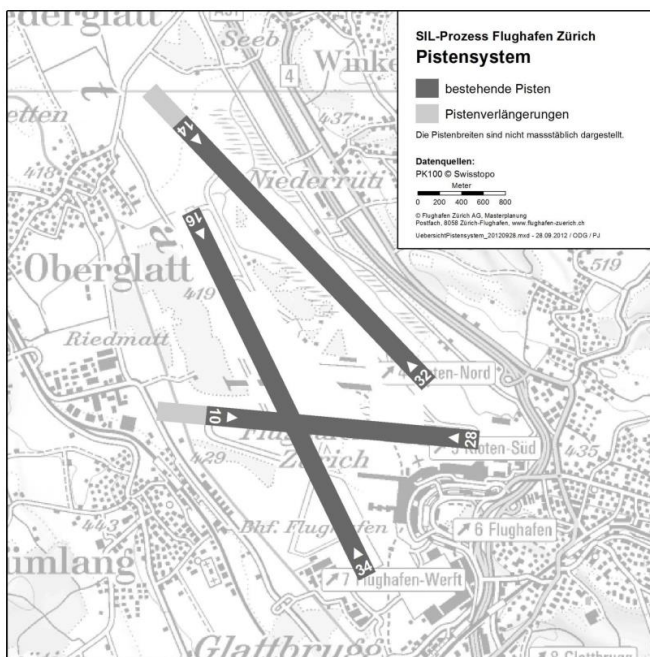 SIL-Prozess Flughafen Zürich
Pistensystem
bestehende Pisten
Pistenverlängerungen
Die Pistenbreiten sind nicht massstäblich dargestellt.
Datenquellen:
PK100 © Swisstopo
Meter
0 200 400 600 800
© Flughafen Zürich AG, Masterplanung
Postfach, 8058 Zürich-Flughafen, www.flughafen-zuerich.ch
UebersichtPistensystem_20120928.mxd - 28.09.2012 / ODG / PJ
Seeb
4
437
14
Niederrüti
418
16
Oberglatt
419
519
Riedmatt
32
10
28
Zürich
5 Kloten-Süd
435
429
443
Bhf. Flughafen
6 Flughafen
34
7 Flughafen-Werft
Glattbrugg